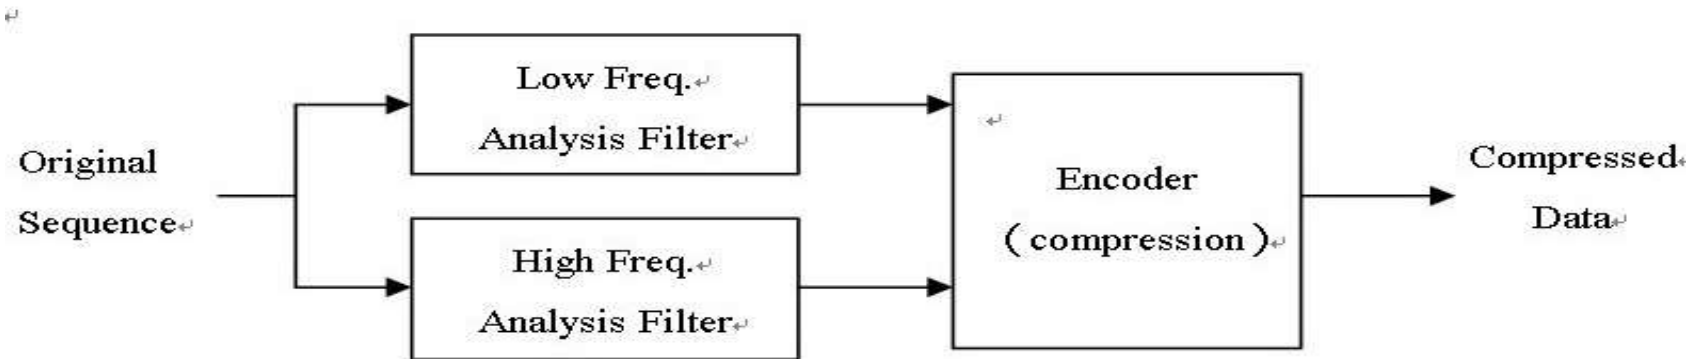 Original
Sequence
Low Freq.
Analysis Filter
High Freq.
Analysis Filter
Encoder
（compression）
Compressed
Data